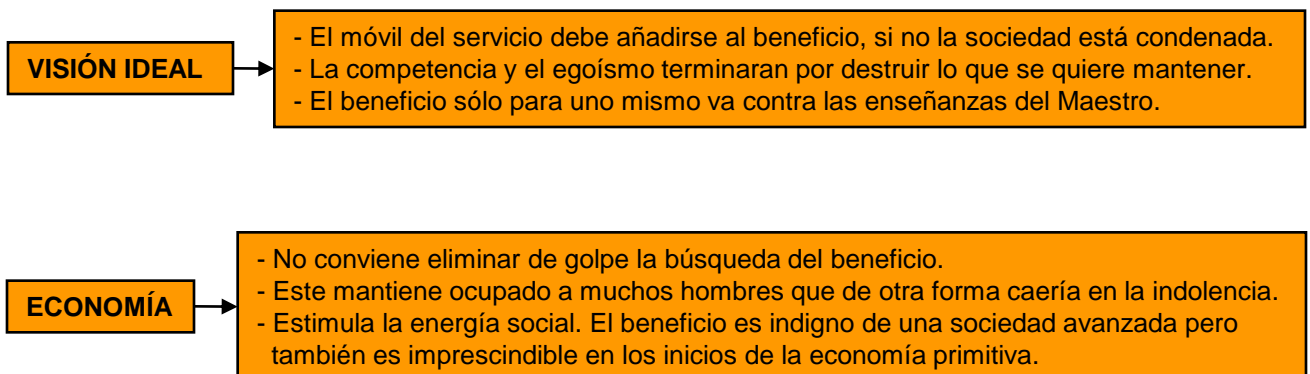 VISIÓN IDEAL
- El móvil del servicio debe añadirse al beneficio, si no la sociedad está condenada.
- La competencia y el egoísmo terminaran por destruir lo que se quiere mantener.
- El beneficio sólo para uno mismo va contra las enseñanzas del Maestro.
ECONOMÍA
- No conviene eliminar de golpe la búsqueda del beneficio.
- Este mantiene ocupado a muchos hombres que de otra forma caería en la indolencia.
- Estimula la energía social. El beneficio es indigno de una sociedad avanzada pero
también es imprescindible en los inicios de la economía primitiva.